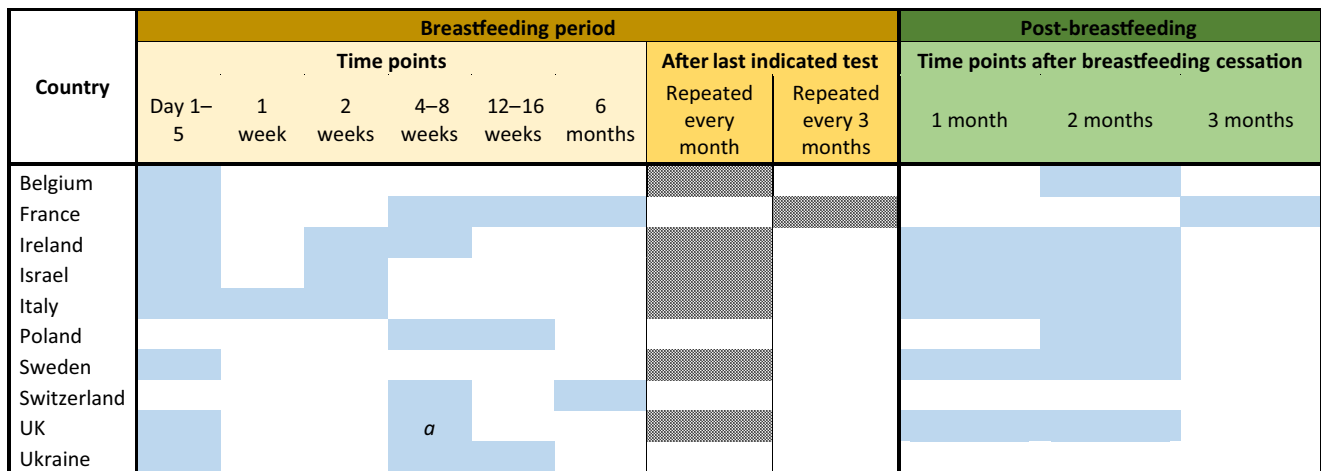 Breastfeeding period Post-breastfeeding
Country Time points After last indicated test Time points after breastfeeding cessation
Day 1–5 1 week 2 weeks 4–8 weeks 12–16 weeks 6 months Repeated every month Repeated every 3 months 1 month 2 months 3 months
Belgium
France
Ireland
Israel
Italy
Poland
Sweden
Switzerland
UK a
Ukraine